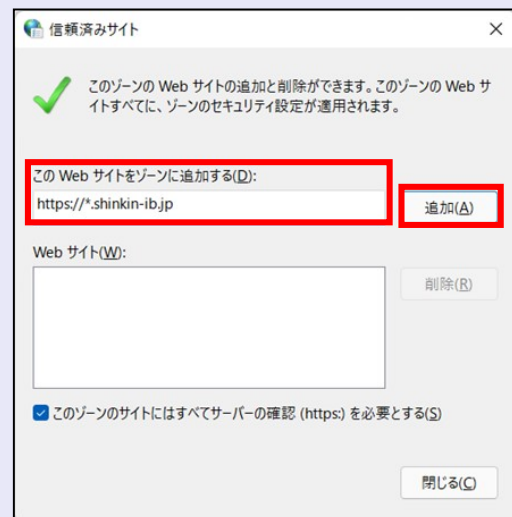 信頼済みサイト
このゾーンの Web サイトの追加と削除ができます。このゾーンの Web サ
イトすべてに、ゾーンのセキュリティ設定が適用されます。
この Web サイトをゾーンに追加する(D):
https://*.shinkin-ib.jp
追加(A)
Web サイト(W):
削除(R)
このゾーンのサイトにはすべてサーバーの確認 (https:) を必要とする(S)
閉じる(C)